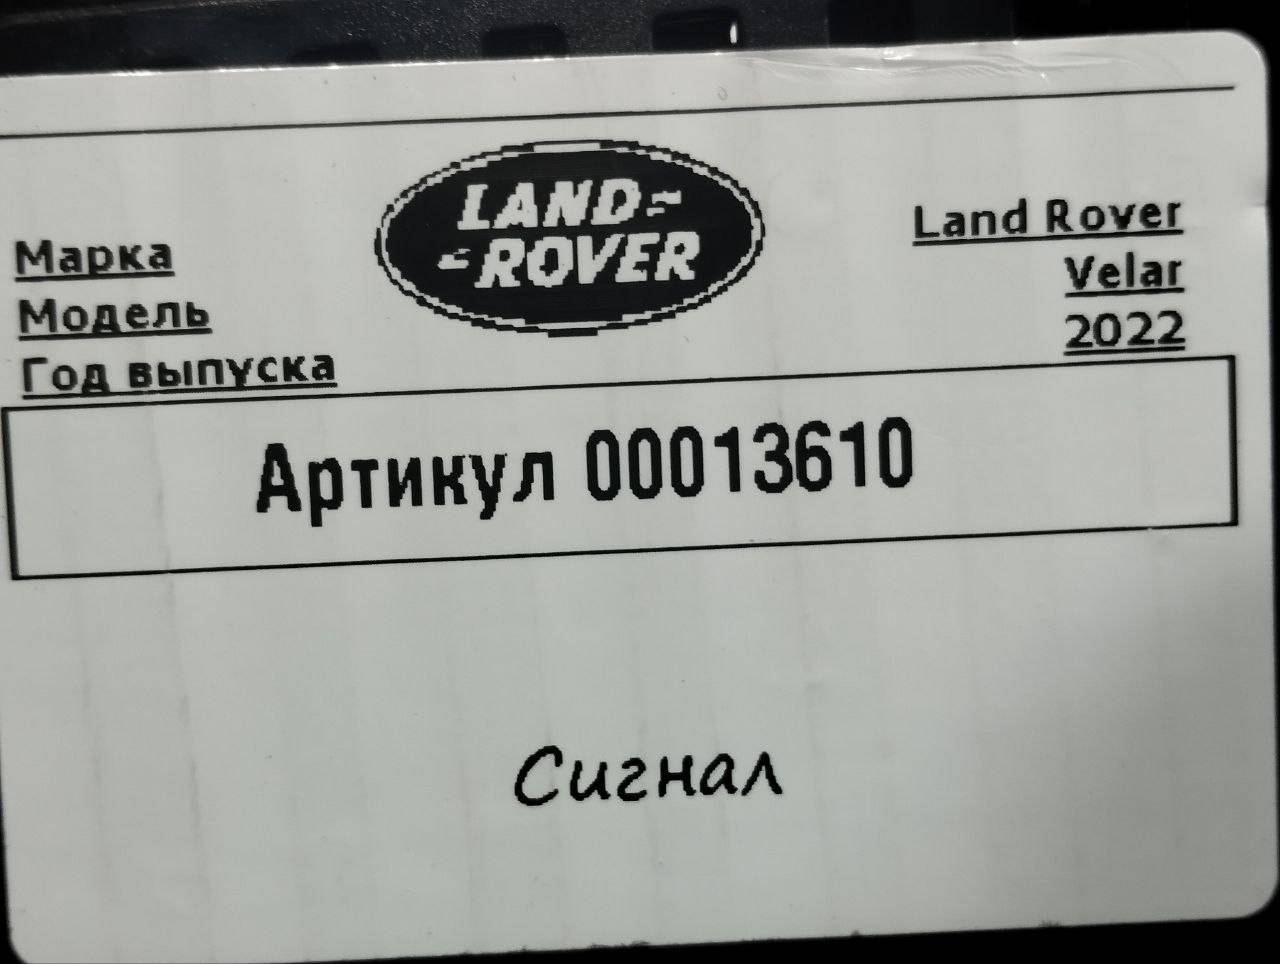 LAND
ROVER
Марка Land Rover
Модель Velar
Год выпуска 2022
Артикул 00013610
Сигнал